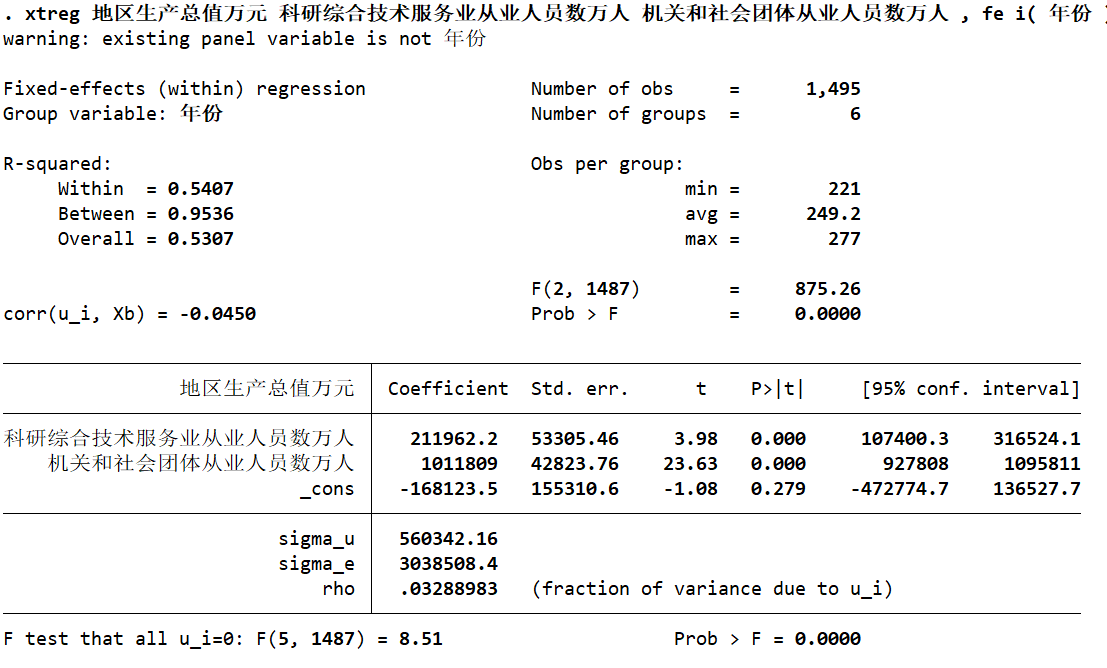 . xtreg 地区生产总值万元 科研综合技术服务业从业人员数万人 机关和社会团体从业人员数万人 , fe i( 年份 )
warning: existing panel variable is not 年份
Fixed-effects (within) regression Number of obs = 1,495
Group variable: 年份 Number of groups = 6
R-squared: Obs per group:
Within = 0.5407 min = 221
Between = 0.9536 avg = 249.2
Overall = 0.5307 max = 277
F(2, 1487) = 875.26
corr(u_i, Xb) = -0.0450 Prob > F = 0.0000
地区生产总值万元 Coefficient Std. err. t P>|t| [95% conf. interval]
科研综合技术服务业从业人员数万人 211962.2 53305.46 3.98 0.000 107400.3 316524.1
机关和社会团体从业人员数万人 1011809 42823.76 23.63 0.000 927808 1095811
_cons -168123.5 155310.6 -1.08 0.279 -472774.7 136527.7
sigma_u 560342.16
sigma_e 3038508.4
rho .03288983 (fraction of variance due to u_i)
F test that all u_i=0: F(5, 1487) = 8.51 Prob > F = 0.0000